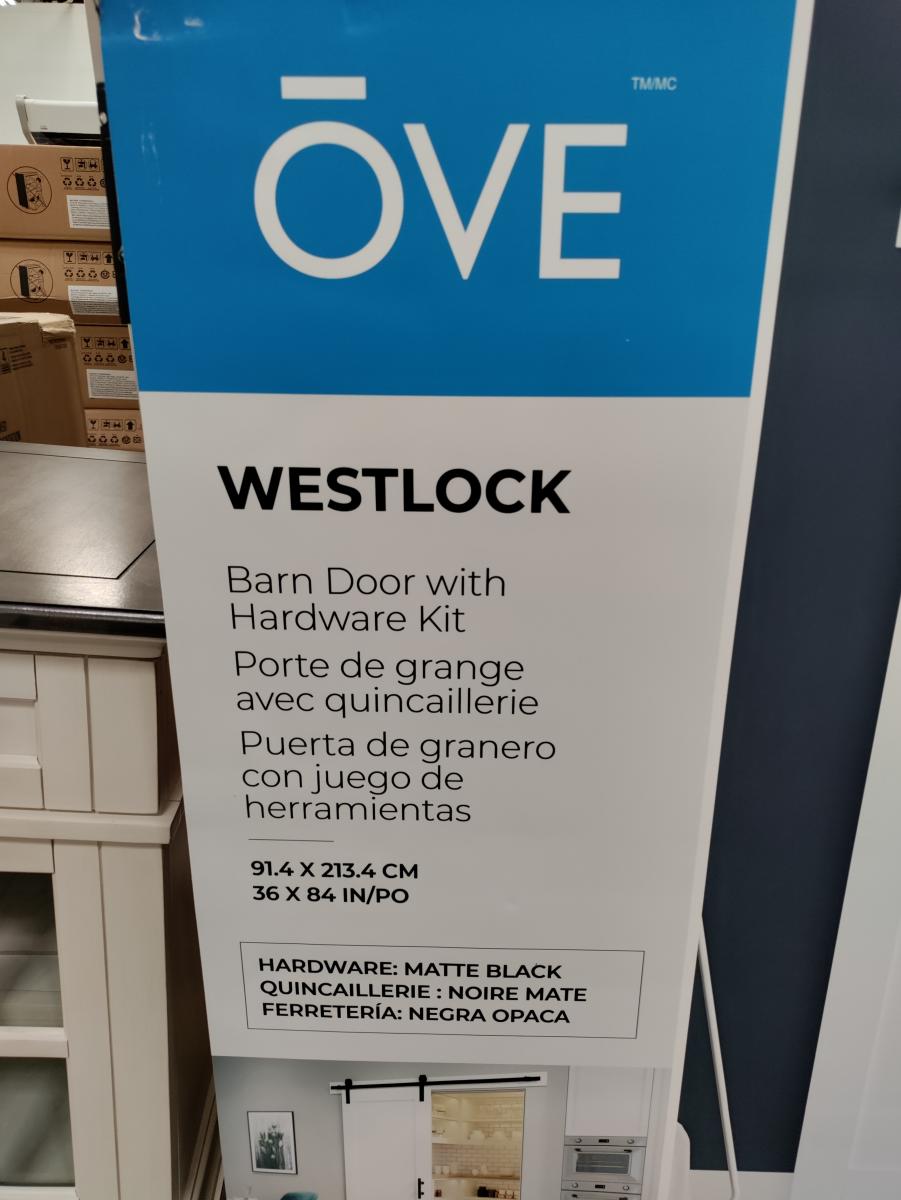 ŌVE
TM/MC
WESTLOCK
Barn Door with
Hardware Kit
Porte de grange
avec quincaillerie
Puerta de granero
con juego de
herramientas
91.4 X 213.4 CM
36 X 84 IN/PO
HARDWARE: MATTE BLACK
QUINCAILLERIE : NOIRE MATE
FERRETERÍA: NEGRA OPACA